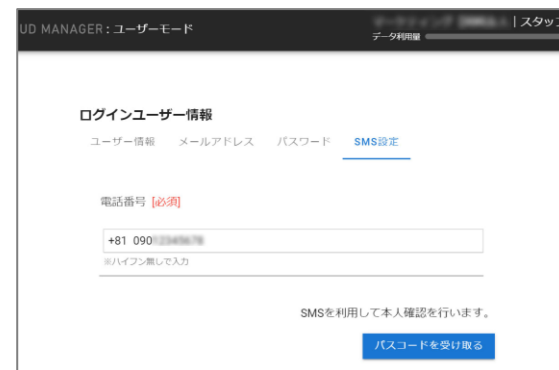 UD MANAGER : ユーザーモード
| スタッフ
データ利用量
ログインユーザー情報
ユーザー情報 メールアドレス パスワード SMS設定
電話番号 [必須]
+81 090
※ハイフン無しで入力
SMSを利用して本人確認を行います。
パスコードを受け取る